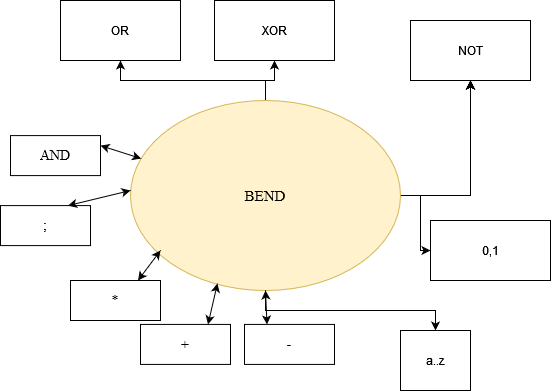 OR
XOR
NOT
AND
BEND
;
0,1
*
+
-
a..z